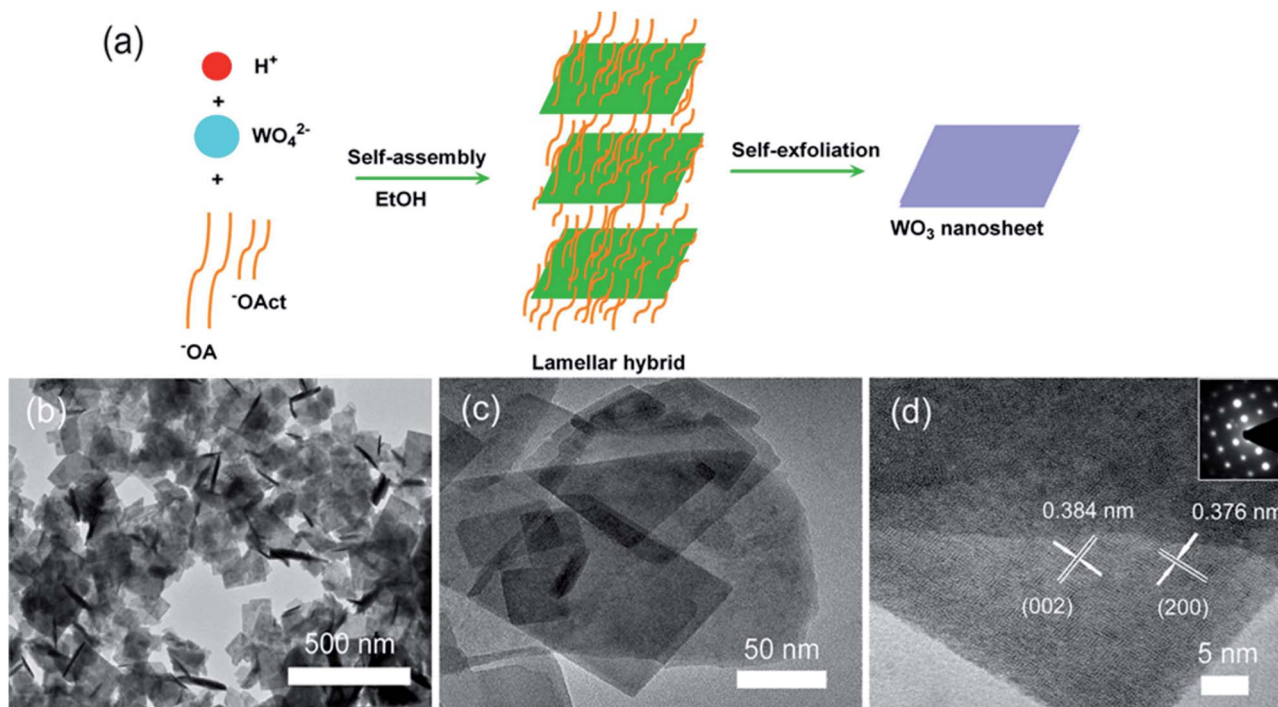 (a)
H⁺
+
WO₄²⁻
+
⁻OAct
⁻OA
Self-assembly
EtOH
Lamellar hybrid
Self-exfoliation
WO₃ nanosheet
(b)
500 nm
(c)
50 nm
(d)
0.384 nm
0.376 nm
(002)
(200)
5 nm